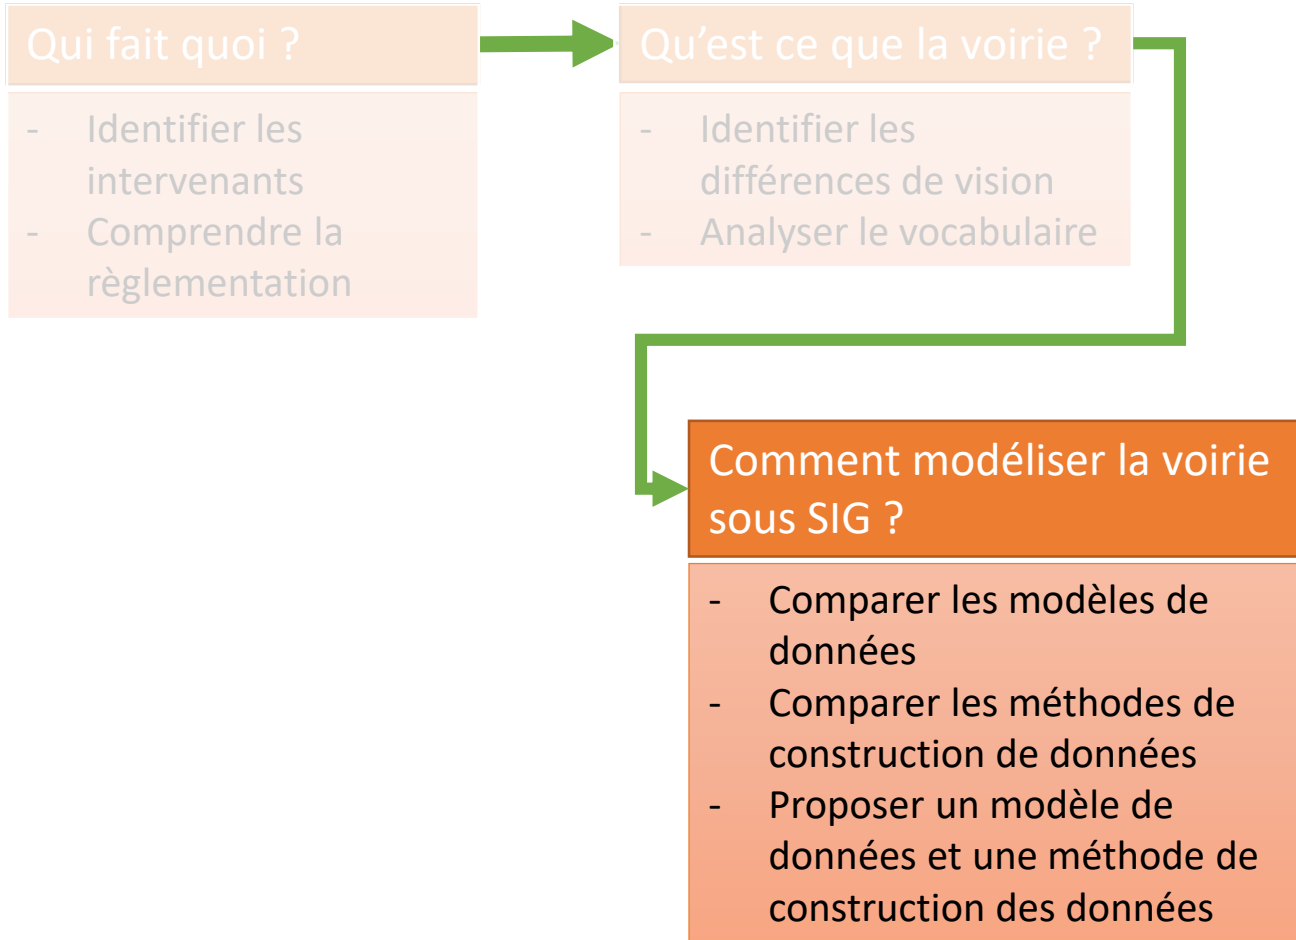 Qui fait quoi ?
- Identifier les
intervenants
- Comprendre la
règlementation
Qu’est ce que la voirie ?
- Identifier les
différences de vision
- Analyser le vocabulaire
Comment modéliser la voirie
sous SIG ?
- Comparer les modèles de
données
- Comparer les méthodes de
construction de données
- Proposer un modèle de
données et une méthode de
construction des données